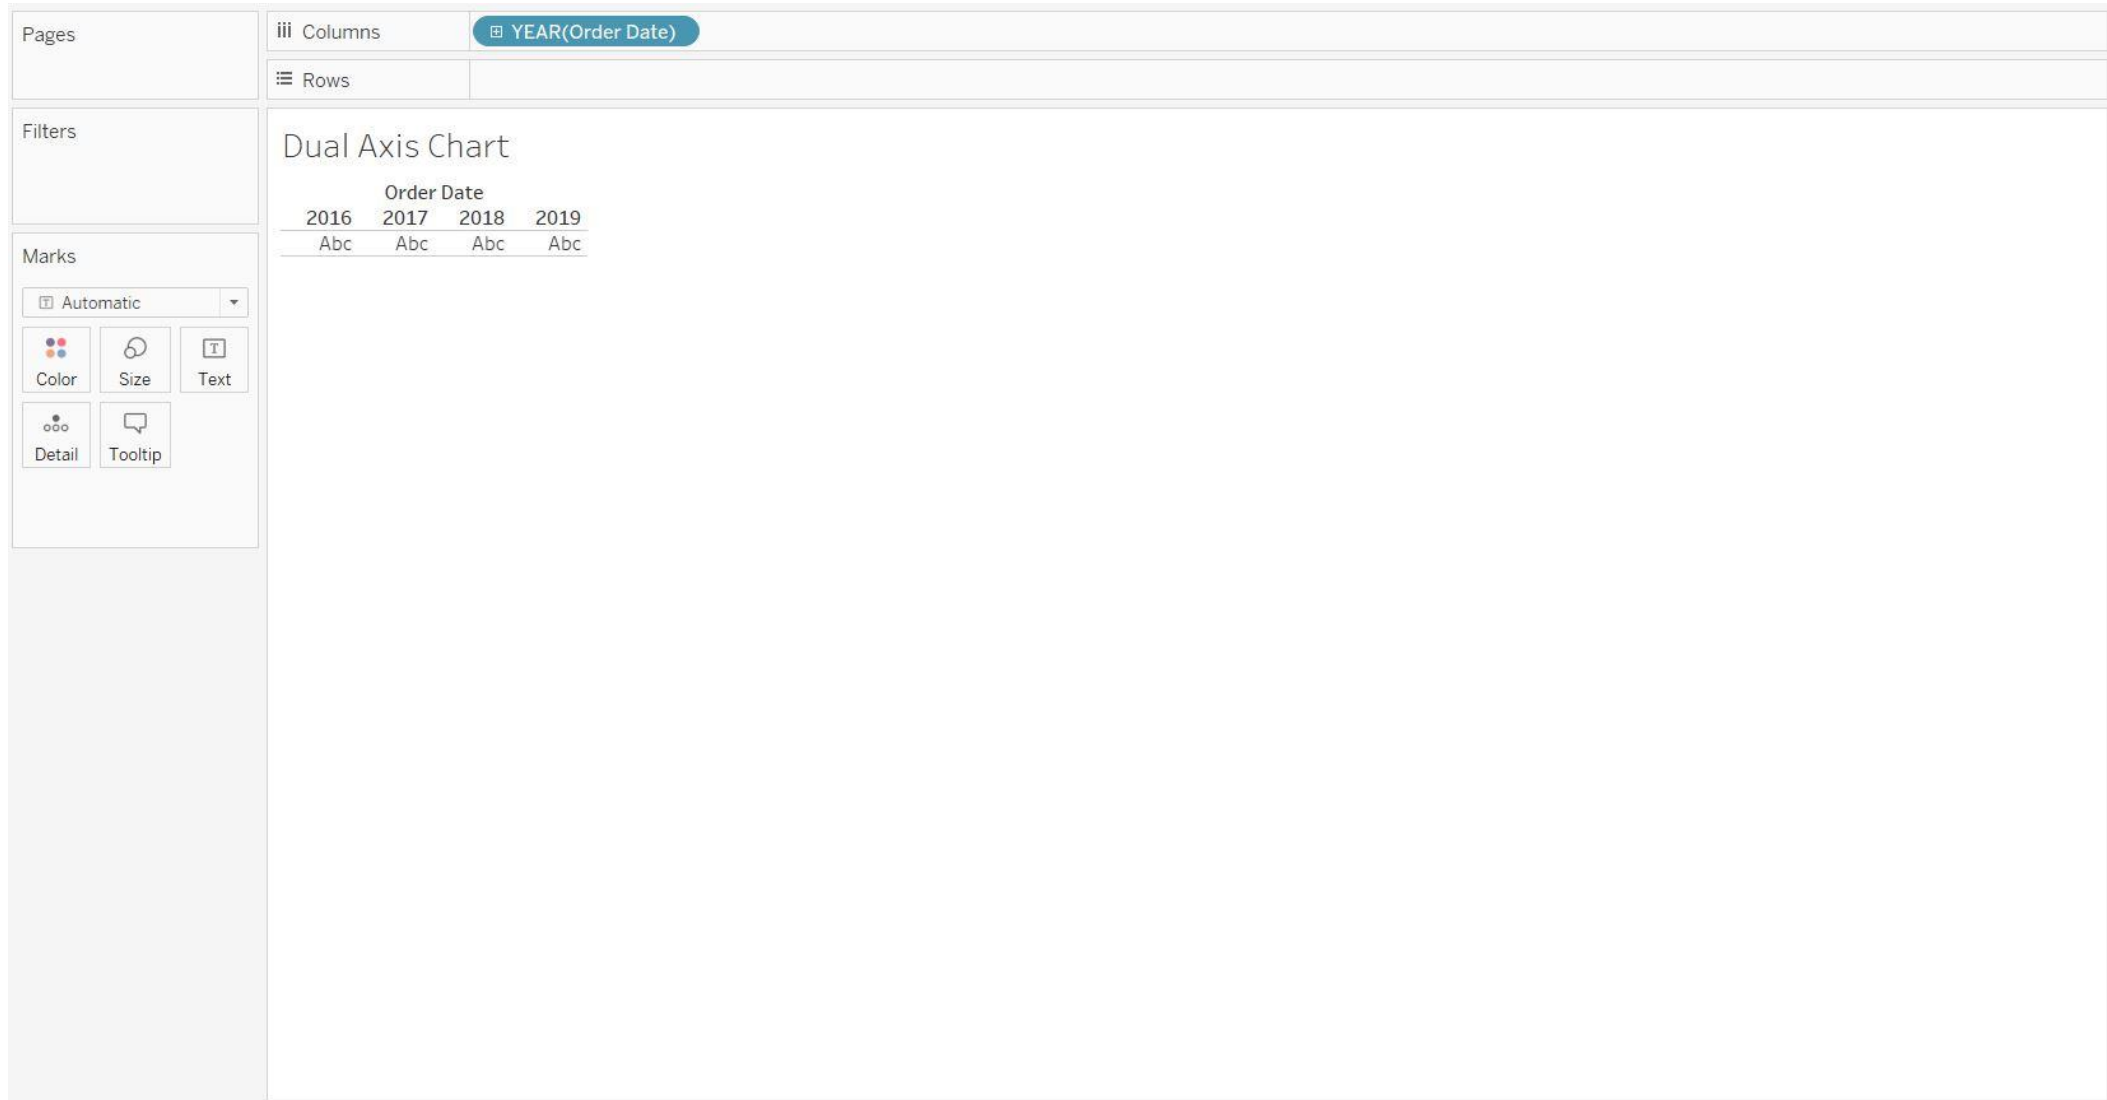 Pages
Columns
YEAR(Order Date)
Rows
Filters
Dual Axis Chart
Order Date
2016 2017 2018 2019
Abc Abc Abc Abc
Marks
T Automatic
T
Color Size Text
Detail Tooltip